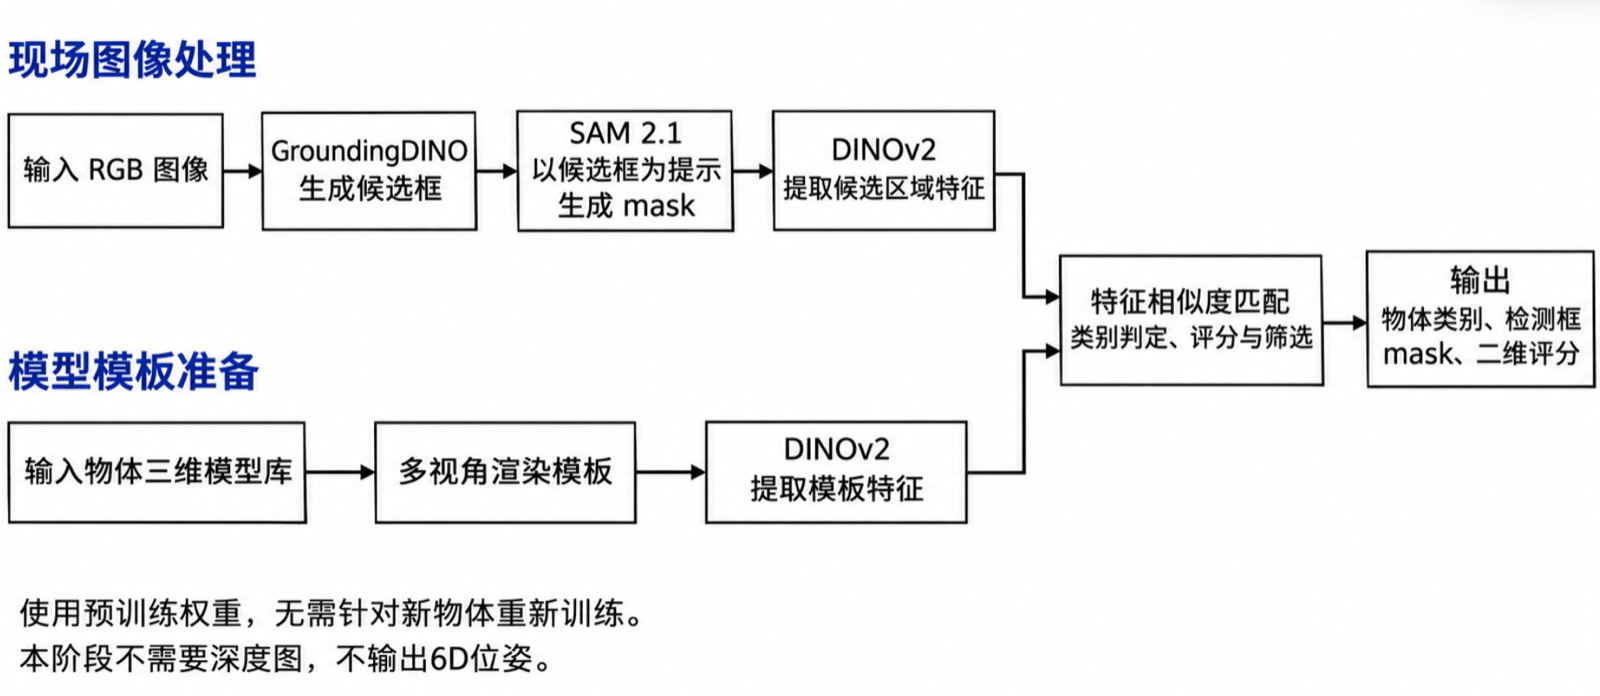 现场图像处理
输入 RGB 图像
GroundingDINO
生成候选框
SAM 2.1
以候选框为提示
生成 mask
DINOv2
提取候选区域特征
特征相似度匹配
类别判定、评分与筛选
输出
物体类别、检测框
mask、二维评分
模型模板准备
输入物体三维模型库
多视角渲染模板
DINOv2
提取模板特征
使用预训练权重，无需针对新物体重新训练。
本阶段不需要深度图，不输出6D位姿。